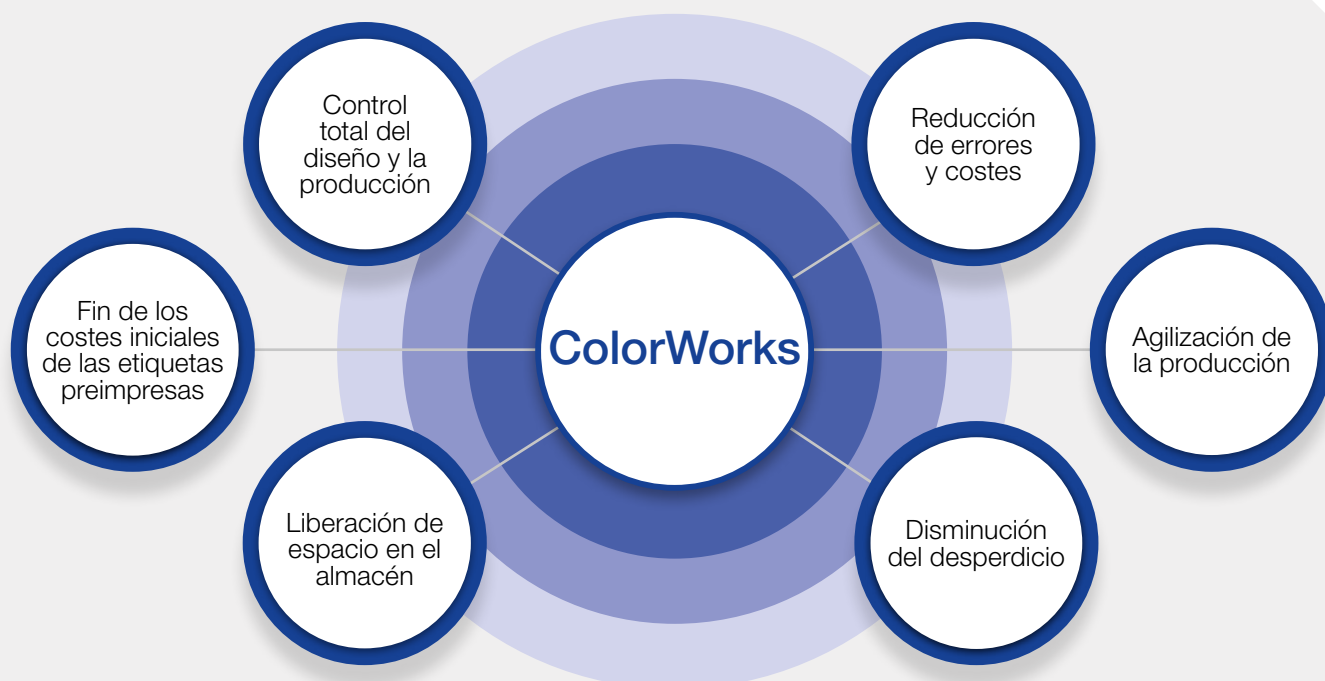 Control
total del
diseño y la
producción
Reducción
de errores
y costes
Fin de los
costes iniciales
de las etiquetas
preimpresas
ColorWorks
Agilización de
la producción
Liberación de
espacio en el
almacén
Disminución
del desperdicio